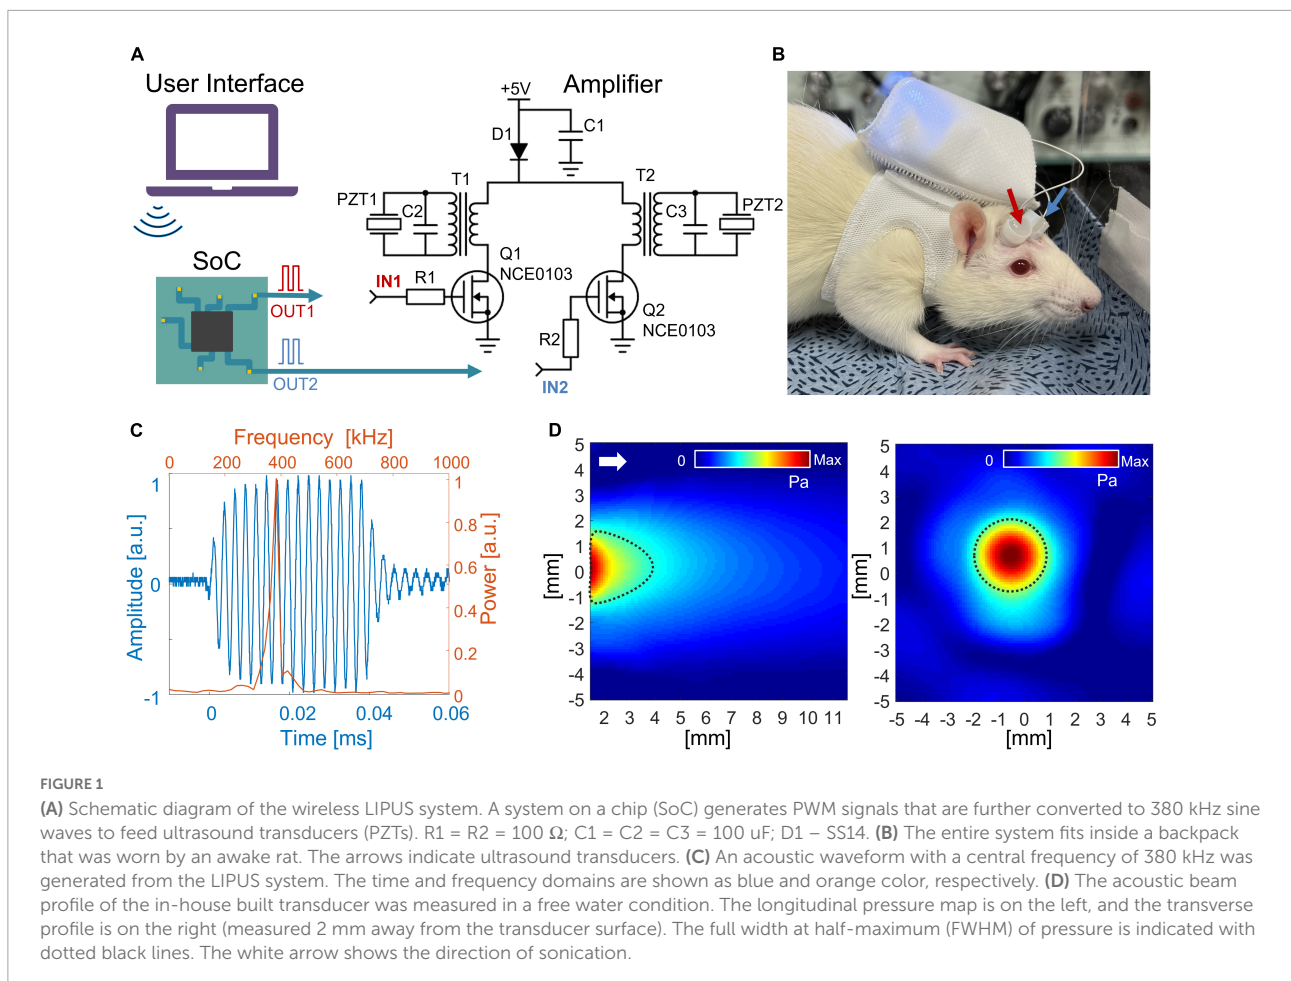 A
User Interface
SoC
OUT1
OUT2
Amplifier
+5V
D1
C1
T1
T2
PZT1
C2
C3
PZT2
Q1
NCE0103
IN1
R1
Q2
NCE0103
R2
IN2
B
C
Frequency [kHz]
0 200 400 600 800 1000
1 0 -1
Amplitude [a.u.]
1 0.8 0.6 0.4 0.2 0
Power [a.u.]
0 0.02 0.04 0.06
Time [ms]
D
0 Max
Pa
5 4 3 2 1 0 -1 -2 -3 -4 -5
[mm]
2 3 4 5 6 7 8 9 10 11
[mm]
0 Max
Pa
5 4 3 2 1 0 -1 -2 -3 -4 -5
[mm]
-5 -4 -3 -2 -1 0 1 2 3 4 5
[mm]
FIGURE 1
(A) Schematic diagram of the wireless LIPUS system. A system on a chip (SoC) generates PWM signals that are further converted to 380 kHz sine
waves to feed ultrasound transducers (PZTs). R1 = R2 = 100 Ω; C1 = C2 = C3 = 100 uF; D1 – SS14. (B) The entire system fits inside a backpack
that was worn by an awake rat. The arrows indicate ultrasound transducers. (C) An acoustic waveform with a central frequency of 380 kHz was
generated from the LIPUS system. The time and frequency domains are shown as blue and orange color, respectively. (D) The acoustic beam
profile of the in-house built transducer was measured in a free water condition. The longitudinal pressure map is on the left, and the transverse
profile is on the right (measured 2 mm away from the transducer surface). The full width at half-maximum (FWHM) of pressure is indicated with
dotted black lines. The white arrow shows the direction of sonication.